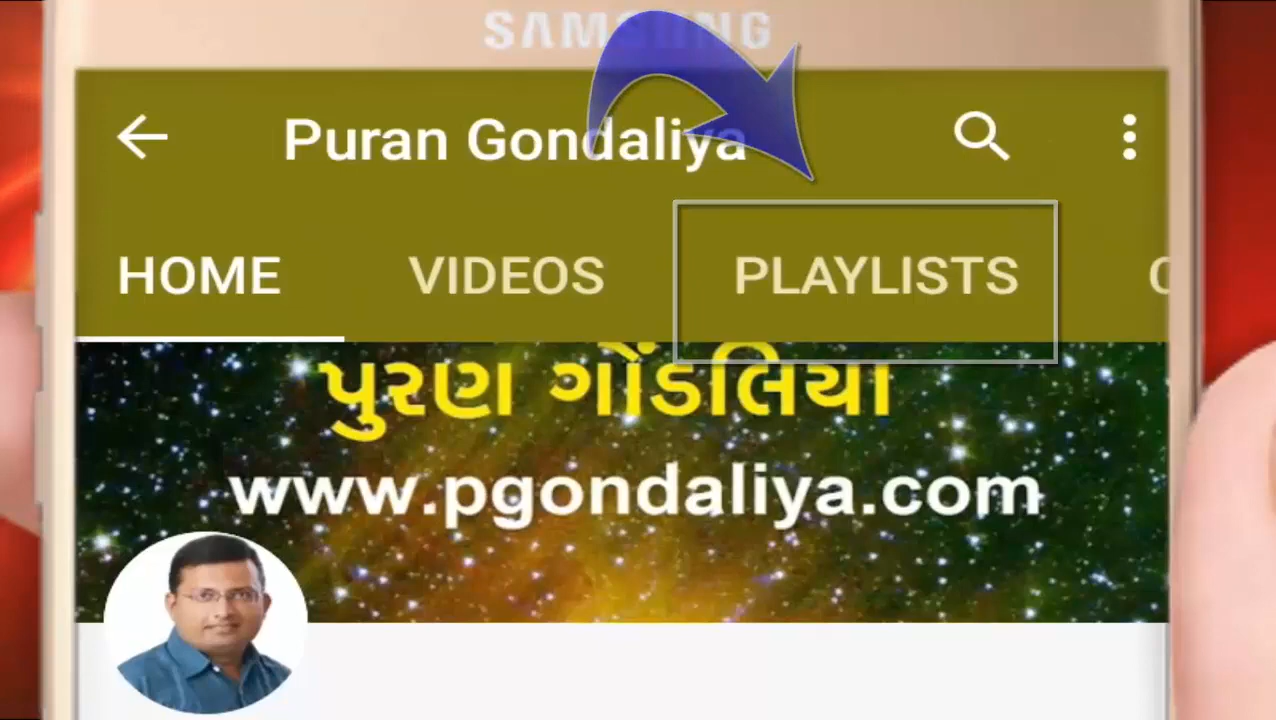 SAMSUNG
Puran Gondaliya
HOME VIDEOS PLAYLISTS
પુરણ ગોંડલિયા
www.pgondaliya.com